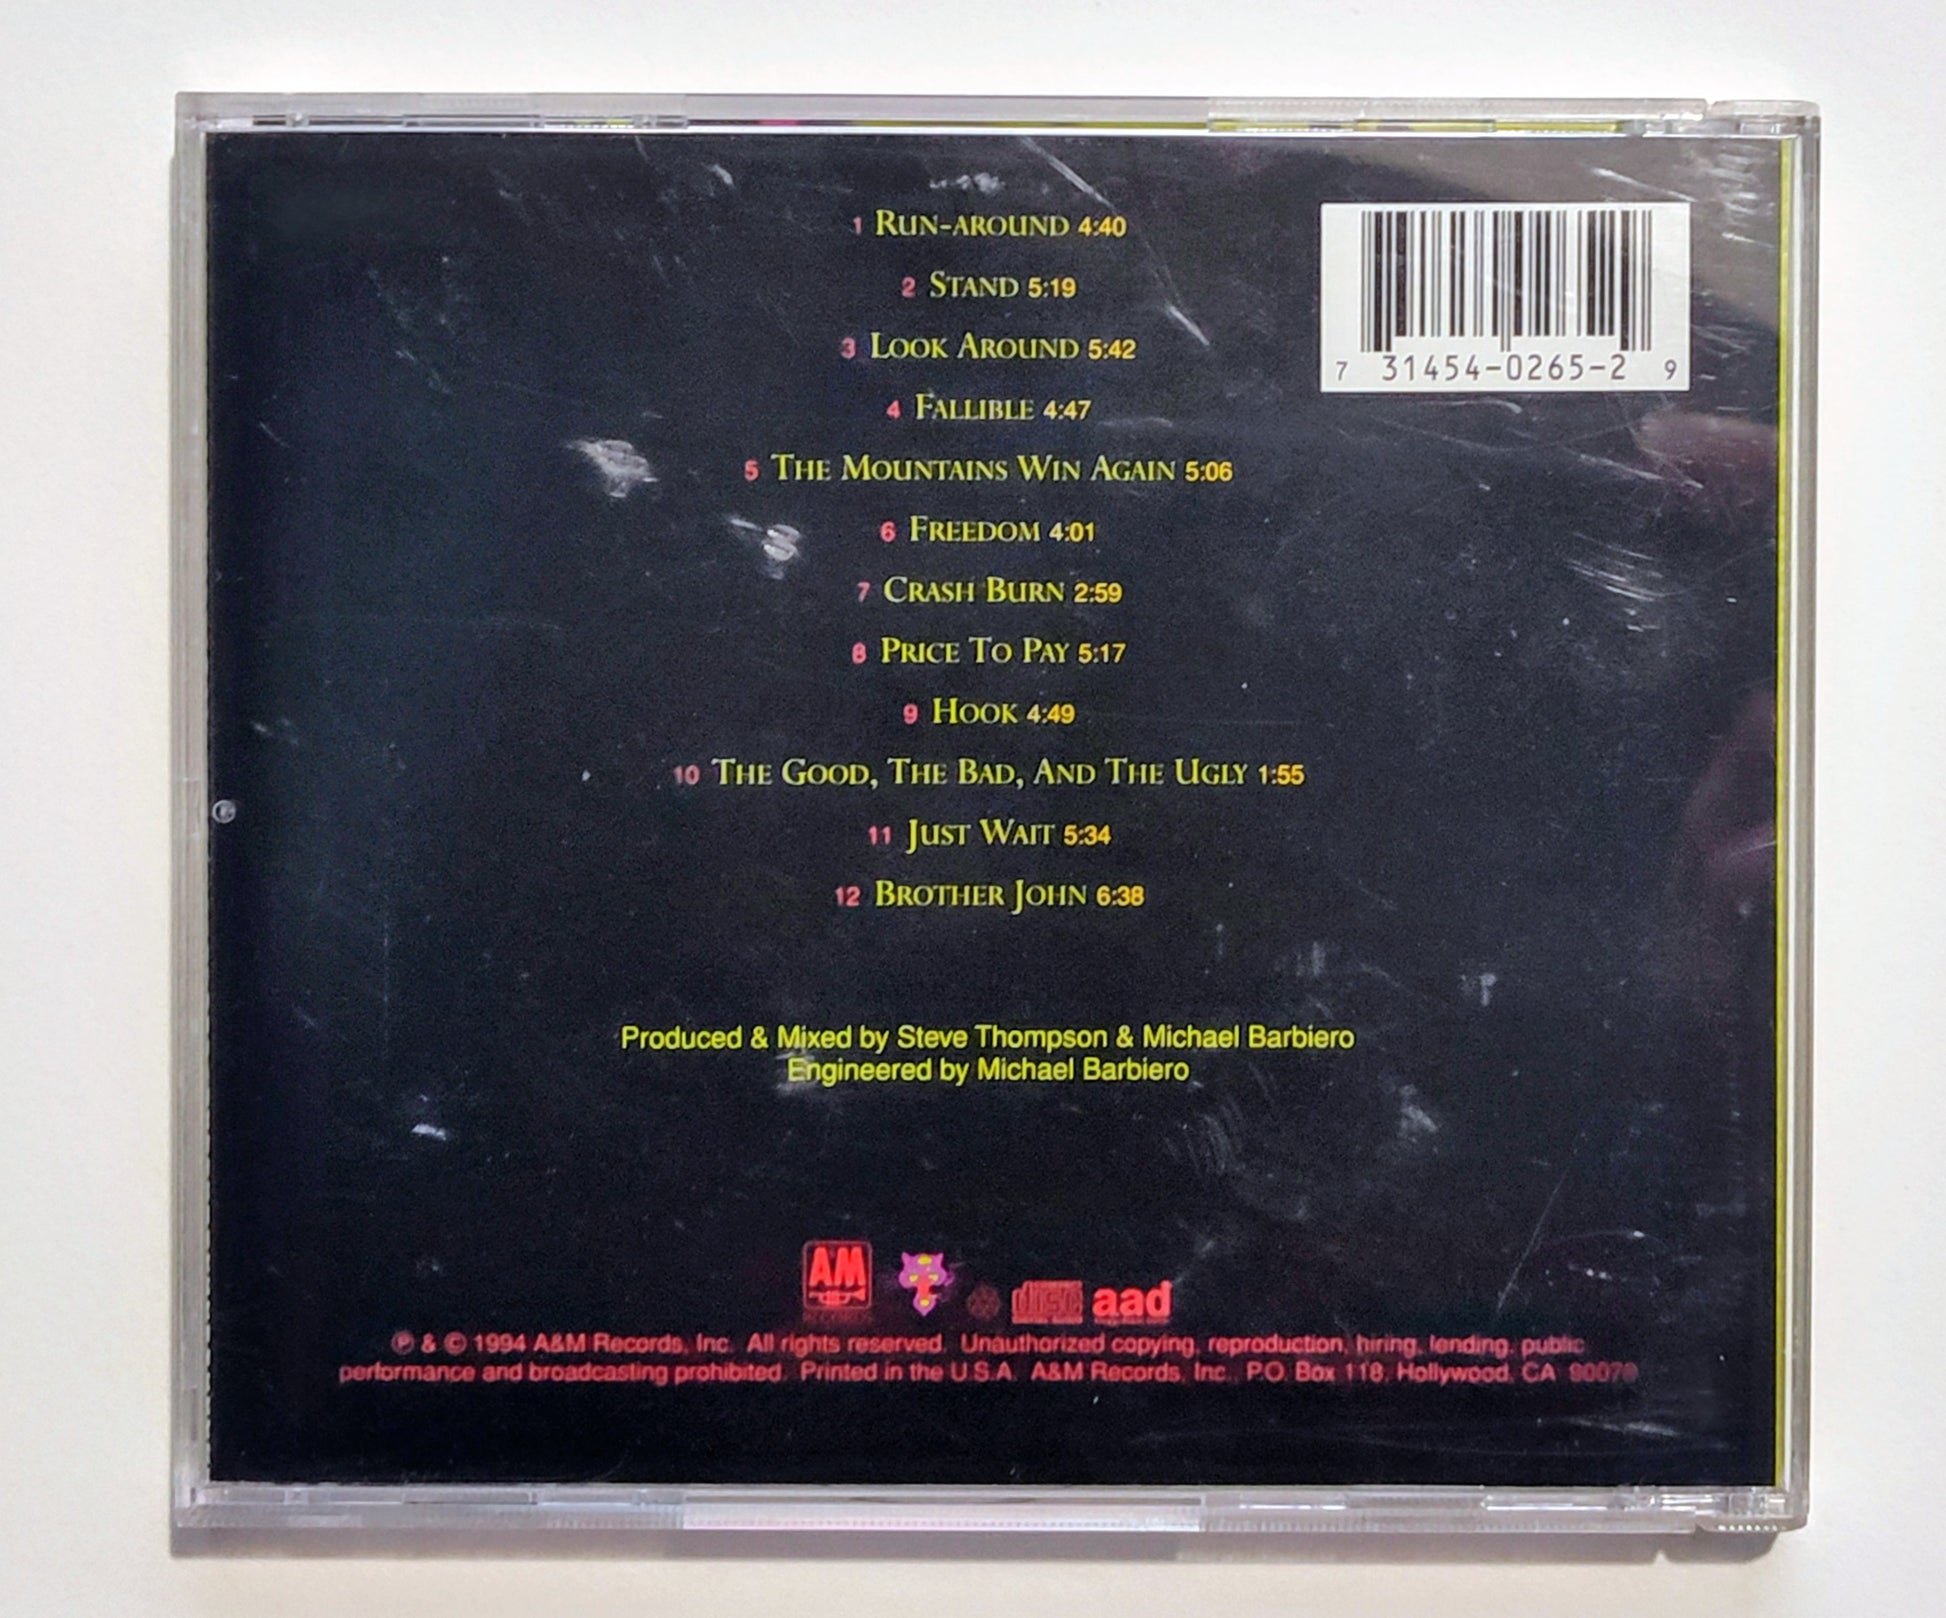 1 Run-around 4:40
2 Stand 5:19
3 Look Around 5:42
4 Fallible 4:47
5 The Mountains Win Again 5:06
6 Freedom 4:01
7 Crash Burn 2:59
8 Price To Pay 5:17
9 Hook 4:49
10 The Good, The Bad, And The Ugly 1:55
11 Just Wait 5:34
12 Brother John 6:38
7 31454-0265-2 9
Produced & Mixed by Steve Thompson & Michael Barbiero
Engineered by Michael Barbiero
A&M disc aad
℗ & © 1994 A&M Records, Inc. All rights reserved. Unauthorized copying, reproduction, hiring, lending, public
performance and broadcasting prohibited. Printed in the U.S.A. A&M Records, Inc., P.O. Box 118, Hollywood, CA